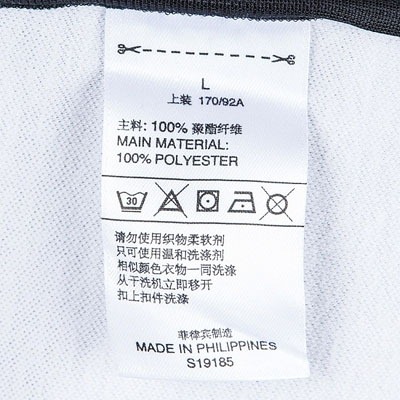 L
上装 170/92A
主料: 100% 聚酯纤维
MAIN MATERIAL:
100% POLYESTER
30
请勿使用织物柔软剂
只可使用温和洗涤剂
相似颜色衣物一同洗涤
从干洗机立即移开
扣上扣件洗涤
菲律宾制造
MADE IN PHILIPPINES
S19185